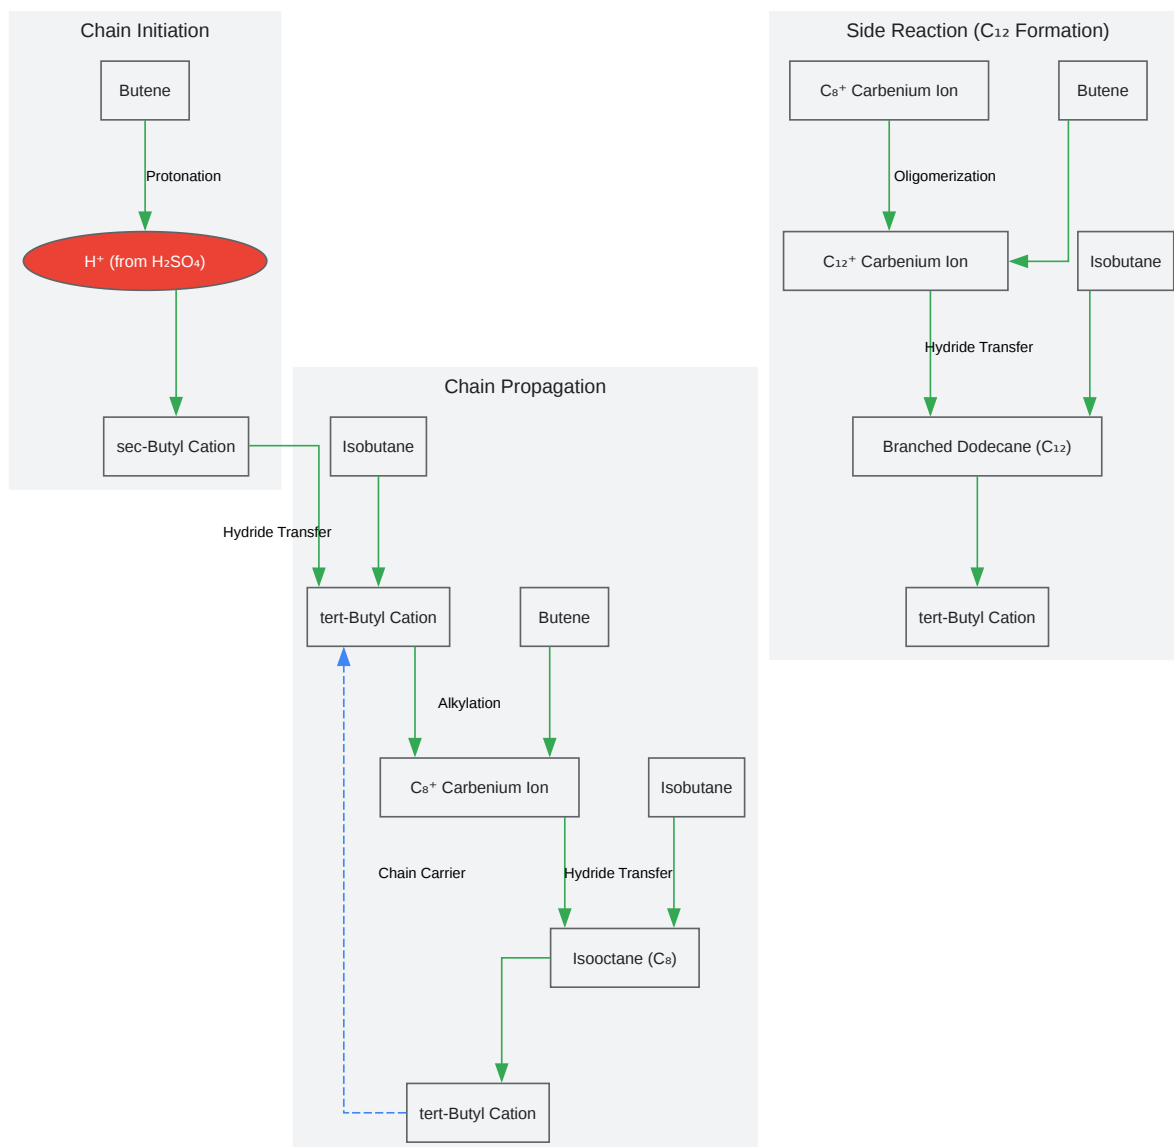 Chain Initiation
Butene
Protonation
H⁺ (from H₂SO₄)
sec-Butyl Cation
Hydride Transfer
Chain Propagation
Isobutane
tert-Butyl Cation
Butene
Alkylation
C₈⁺ Carbenium Ion
Isobutane
Chain Carrier
Hydride Transfer
Isooctane (C₈)
tert-Butyl Cation
Side Reaction (C₁₂ Formation)
C₈⁺ Carbenium Ion
Butene
Oligomerization
C₁₂⁺ Carbenium Ion
Isobutane
Hydride Transfer
Branched Dodecane (C₁₂)
tert-Butyl Cation